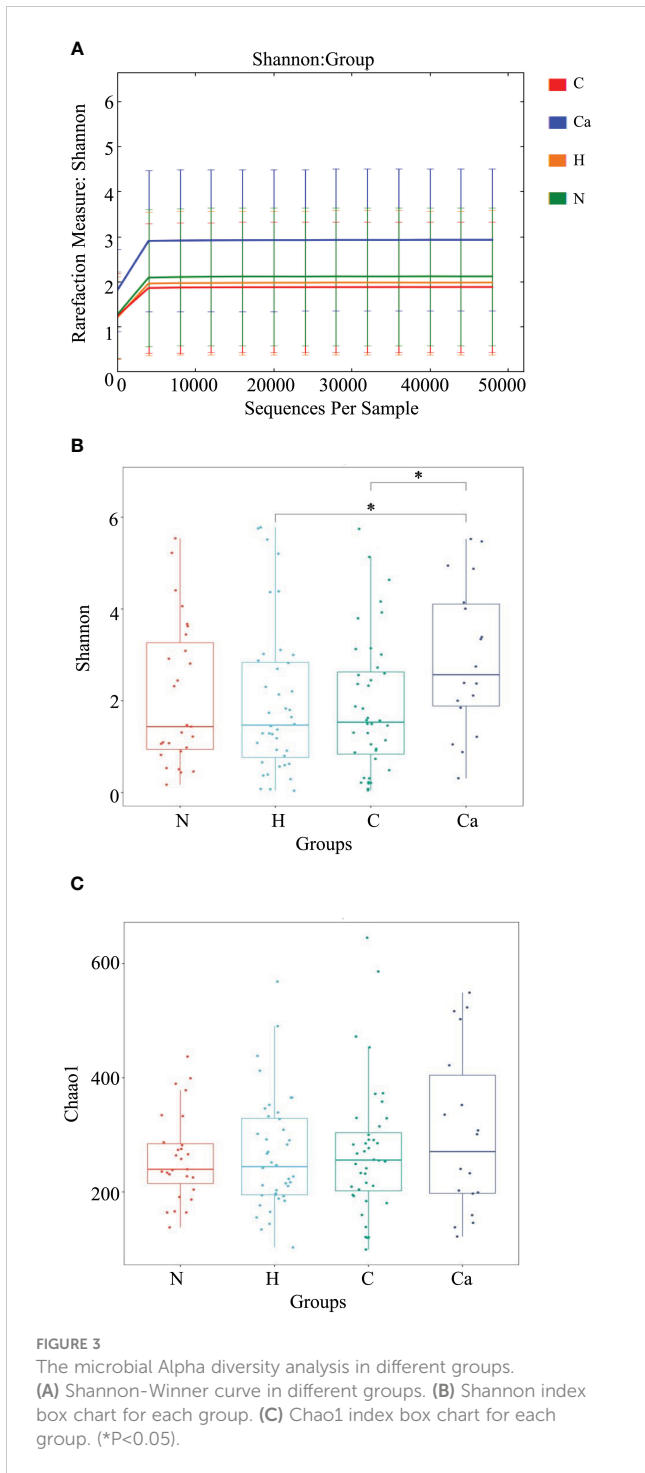 A
Shannon:Group
Rarefaction Measure: Shannon
6
5
4
3
2
1
0
0 10000 20000 30000 40000 50000
Sequences Per Sample
C
Ca
H
N
B
*
*
Shannon
6
4
2
0
N H C Ca
Groups
C
Chaao1
600
400
200
N H C Ca
Groups
FIGURE 3
The microbial Alpha diversity analysis in different groups.
(A) Shannon-Winner curve in different groups. (B) Shannon index
box chart for each group. (C) Chao1 index box chart for each
group. (*P<0.05).